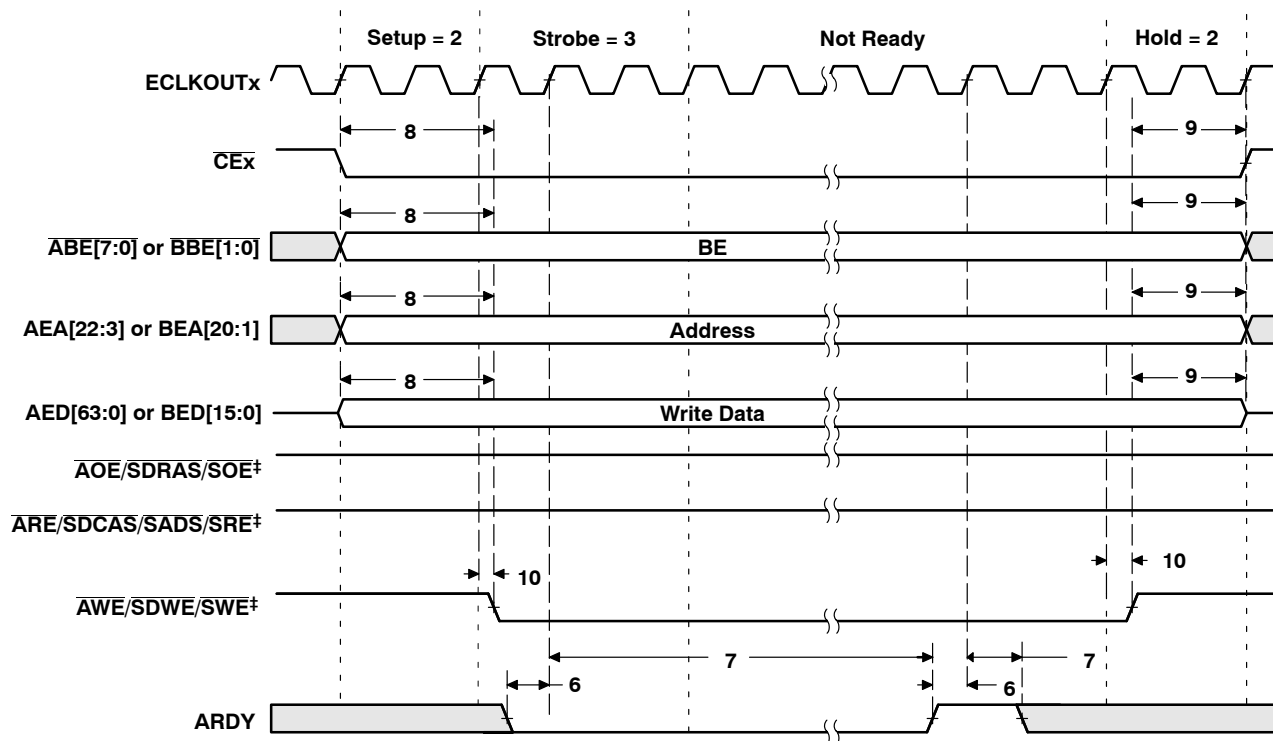 Setup = 2 Strobe = 3 Not Ready Hold = 2
ECLKOUTx
8 9
CEx
8 9
ABE[7:0] or BBE[1:0] BE
8 9
AEA[22:3] or BEA[20:1] Address
8 9
AED[63:0] or BED[15:0] Write Data
AOE/SDRAS/SOE‡
ARE/SDCAS/SADS/SRE‡
10 10
AWE/SDWE/SWE‡
7 7
6 6
ARDY